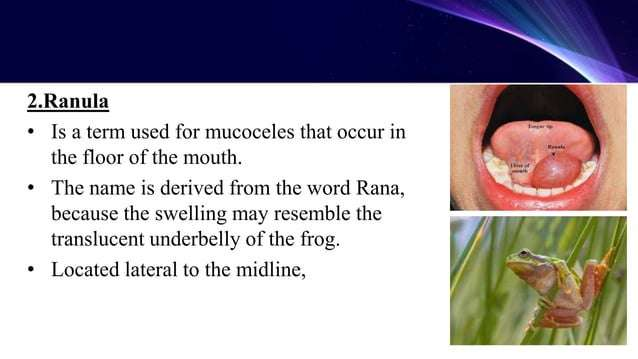 2.Ranula
• Is a term used for mucoceles that occur in
the floor of the mouth.
• The name is derived from the word Rana,
because the swelling may resemble the
translucent underbelly of the frog.
• Located lateral to the midline,
Tongue tip
Ranula
Floor of
mouth